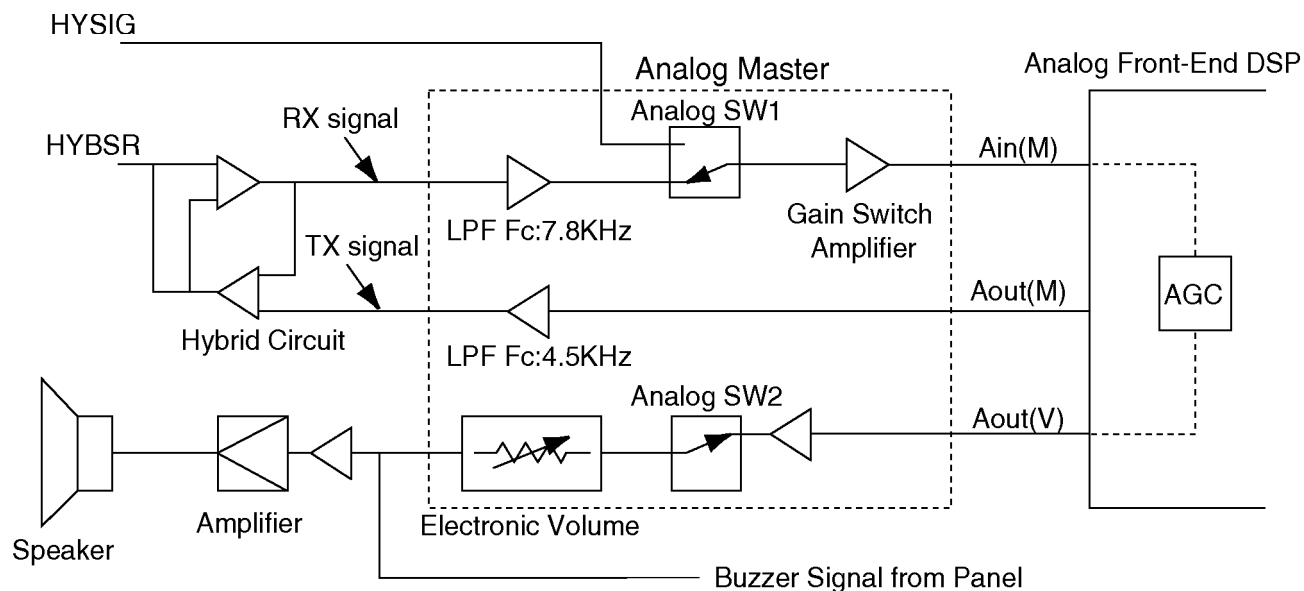 HYSIG
Analog Master
Analog Front-End DSP
Analog SW1
RX signal
HYBSR
Ain(M)
LPF Fc:7.8KHz
Gain Switch
Amplifier
TX signal
Aout(M)
AGC
Hybrid Circuit
LPF Fc:4.5KHz
Analog SW2
Aout(V)
Amplifier
Electronic Volume
Speaker
Buzzer Signal from Panel